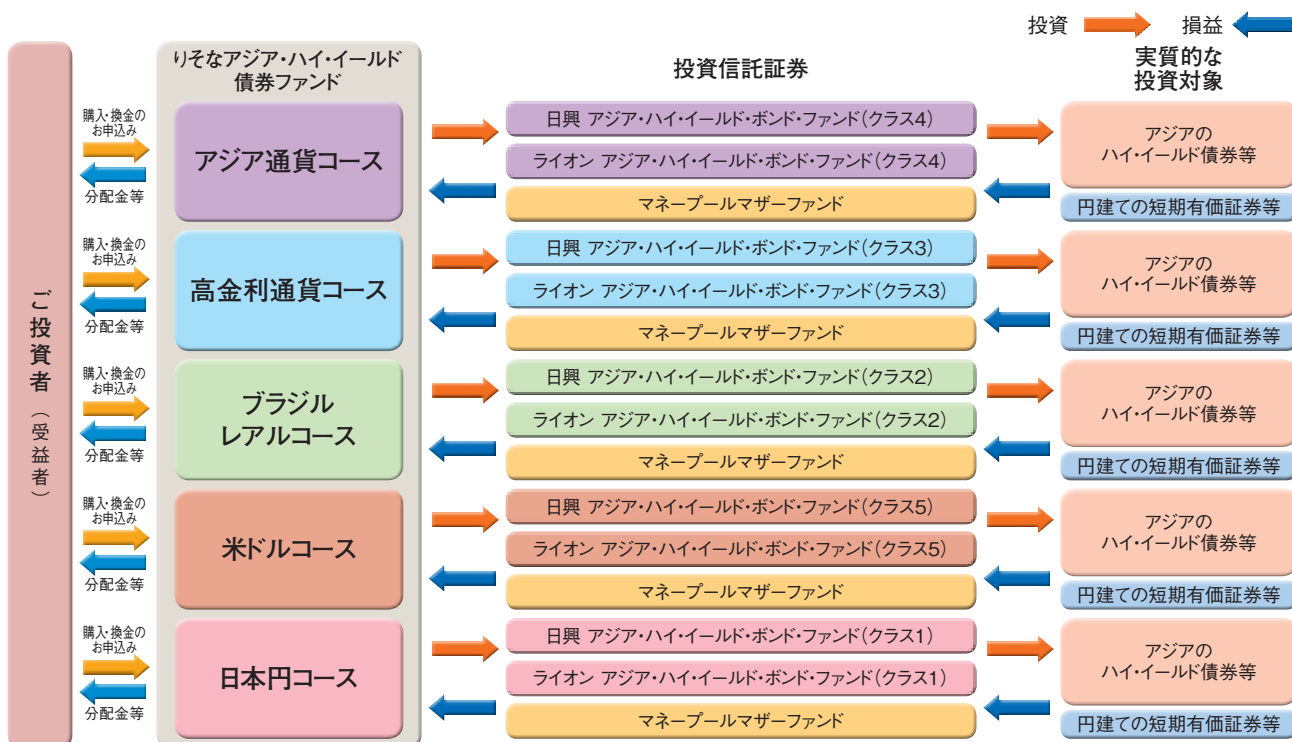 投資
損益
ご投資者（受益者）
りそなアジア・ハイ・イールド
債券ファンド
投資信託証券
実質的な
投資対象
購入・換金の
お申込み
分配金等
アジア通貨コース
日興 アジア・ハイ・イールド・ボンド・ファンド（クラス4）
ライオン アジア・ハイ・イールド・ボンド・ファンド（クラス4）
マネープールマザーファンド
アジアの
ハイ・イールド債券等
円建ての短期有価証券等
購入・換金の
お申込み
分配金等
高金利通貨コース
日興 アジア・ハイ・イールド・ボンド・ファンド（クラス3）
ライオン アジア・ハイ・イールド・ボンド・ファンド（クラス3）
マネープールマザーファンド
アジアの
ハイ・イールド債券等
円建ての短期有価証券等
購入・換金の
お申込み
分配金等
ブラジル
レアルコース
日興 アジア・ハイ・イールド・ボンド・ファンド（クラス2）
ライオン アジア・ハイ・イールド・ボンド・ファンド（クラス2）
マネープールマザーファンド
アジアの
ハイ・イールド債券等
円建ての短期有価証券等
購入・換金の
お申込み
分配金等
米ドルコース
日興 アジア・ハイ・イールド・ボンド・ファンド（クラス5）
ライオン アジア・ハイ・イールド・ボンド・ファンド（クラス5）
マネープールマザーファンド
アジアの
ハイ・イールド債券等
円建ての短期有価証券等
購入・換金の
お申込み
分配金等
日本円コース
日興 アジア・ハイ・イールド・ボンド・ファンド（クラス1）
ライオン アジア・ハイ・イールド・ボンド・ファンド（クラス1）
マネープールマザーファンド
アジアの
ハイ・イールド債券等
円建ての短期有価証券等